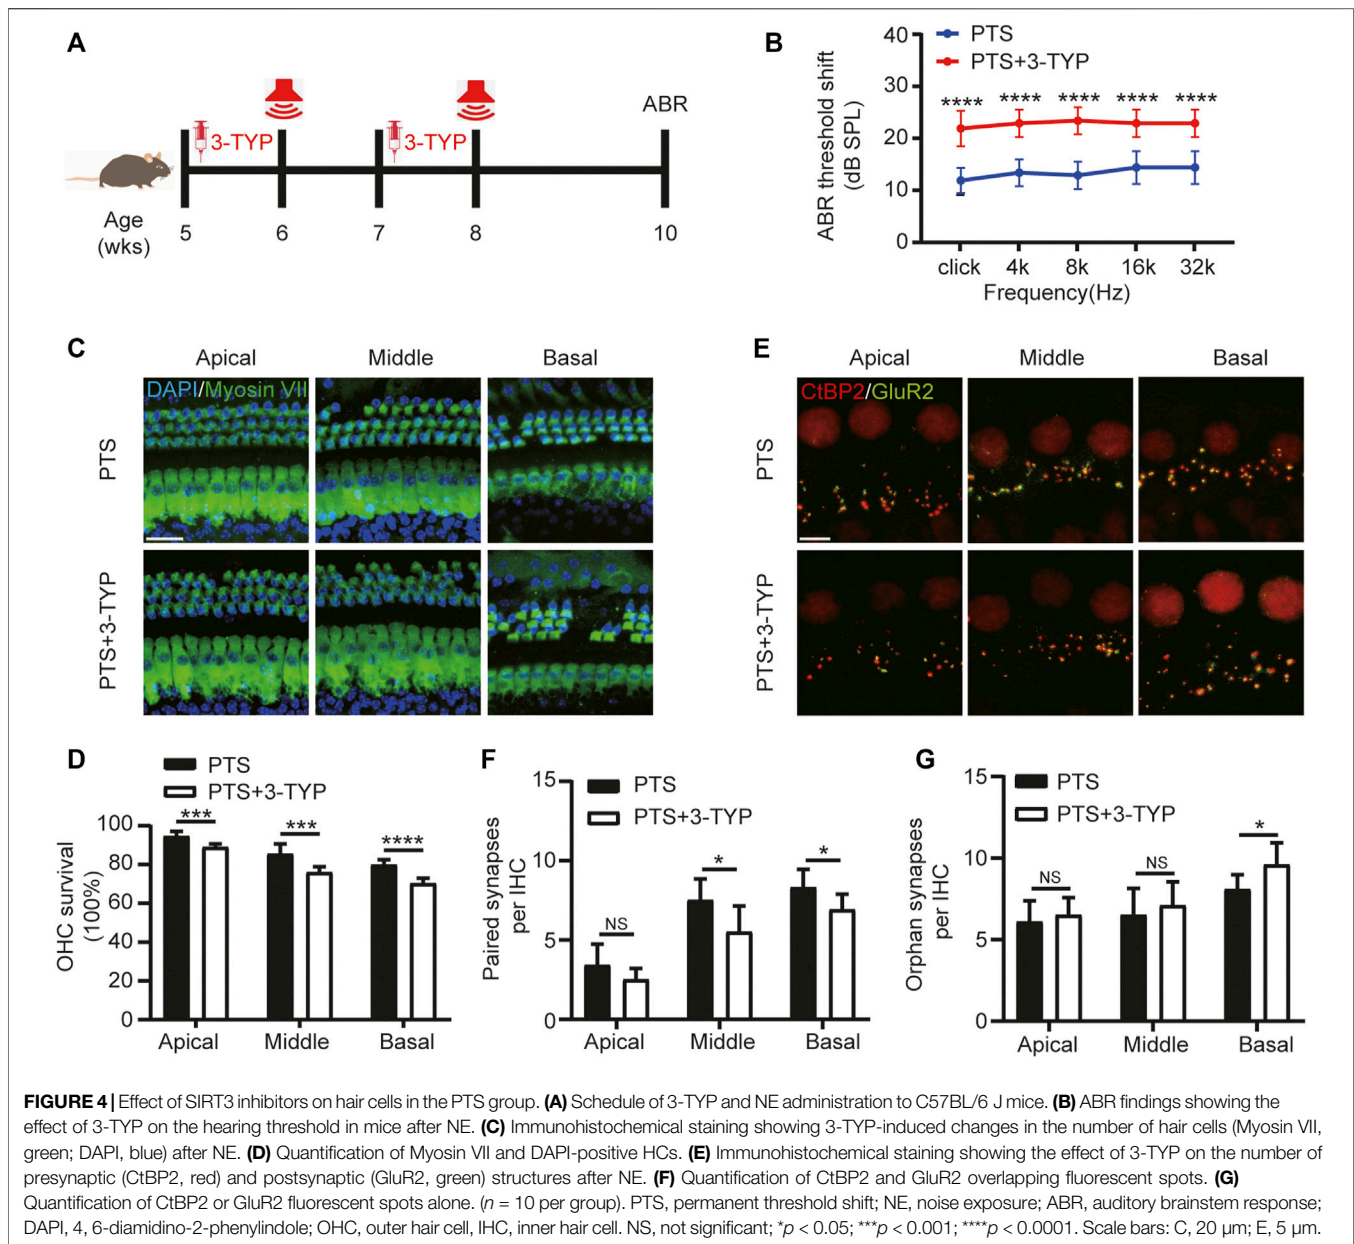 A
3-TYP
3-TYP
ABR
Age
(wks)
5
6
7
8
10
B
PTS
PTS+3-TYP
ABR threshold shift
(dB SPL)
40
30
20
10
0
****
****
****
****
****
click
4k
8k
16k
32k
Frequency(Hz)
C
Apical
Middle
Basal
DAPI/Myosin VII
PTS
PTS+3-TYP
E
Apical
Middle
Basal
CtBP2/GluR2
PTS
PTS+3-TYP
D
PTS
PTS+3-TYP
OHC survival
(100%)
100
80
60
40
20
0
***
***
****
Apical
Middle
Basal
F
PTS
PTS+3-TYP
Paired synapses
per IHC
15
10
5
0
NS
*
*
Apical
Middle
Basal
G
PTS
PTS+3-TYP
Orphan synapses
per IHC
15
10
5
0
NS
NS
*
Apical
Middle
Basal
FIGURE 4 | Effect of SIRT3 inhibitors on hair cells in the PTS group. (A) Schedule of 3-TYP and NE administration to C57BL/6 J mice. (B) ABR findings showing the
effect of 3-TYP on the hearing threshold in mice after NE. (C) Immunohistochemical staining showing 3-TYP-induced changes in the number of hair cells (Myosin VII,
green; DAPI, blue) after NE. (D) Quantification of Myosin VII and DAPI-positive HCs. (E) Immunohistochemical staining showing the effect of 3-TYP on the number of
presynaptic (CtBP2, red) and postsynaptic (GluR2, green) structures after NE. (F) Quantification of CtBP2 and GluR2 overlapping fluorescent spots. (G)
Quantification of CtBP2 or GluR2 fluorescent spots alone. (n = 10 per group). PTS, permanent threshold shift; NE, noise exposure; ABR, auditory brainstem response;
DAPI, 4, 6-diamidino-2-phenylindole; OHC, outer hair cell, IHC, inner hair cell. NS, not significant; *p < 0.05; ***p < 0.001; ****p < 0.0001. Scale bars: C, 20 μm; E, 5 μm.